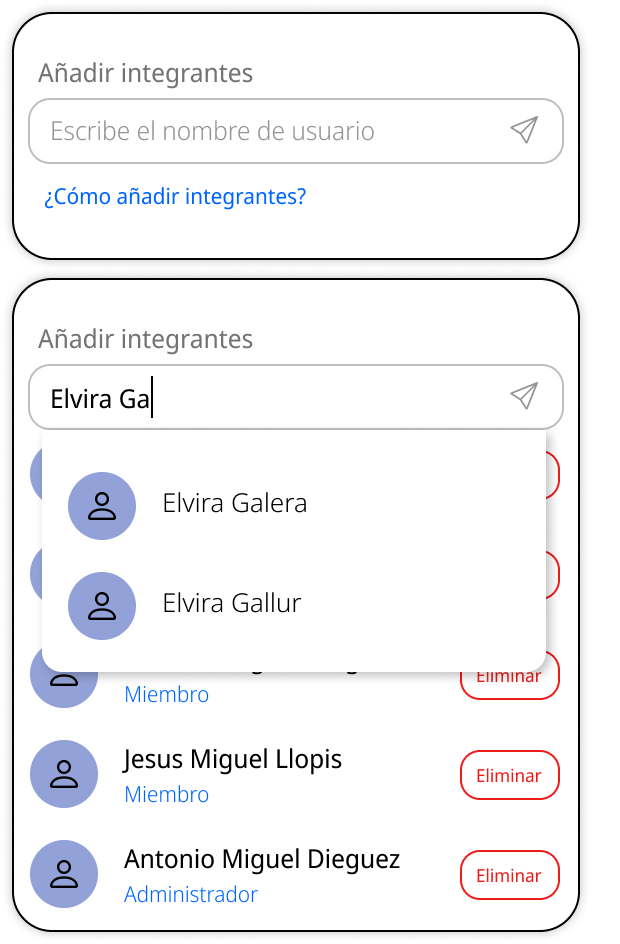 Añadir integrantes
Escribe el nombre de usuario
¿Cómo añadir integrantes?
Añadir integrantes
Elvira Ga
Elvira Galera
Elvira Gallur
Eliminar
Miembro
Jesus Miguel Llopis
Eliminar
Miembro
Antonio Miguel Dieguez
Eliminar
Administrador